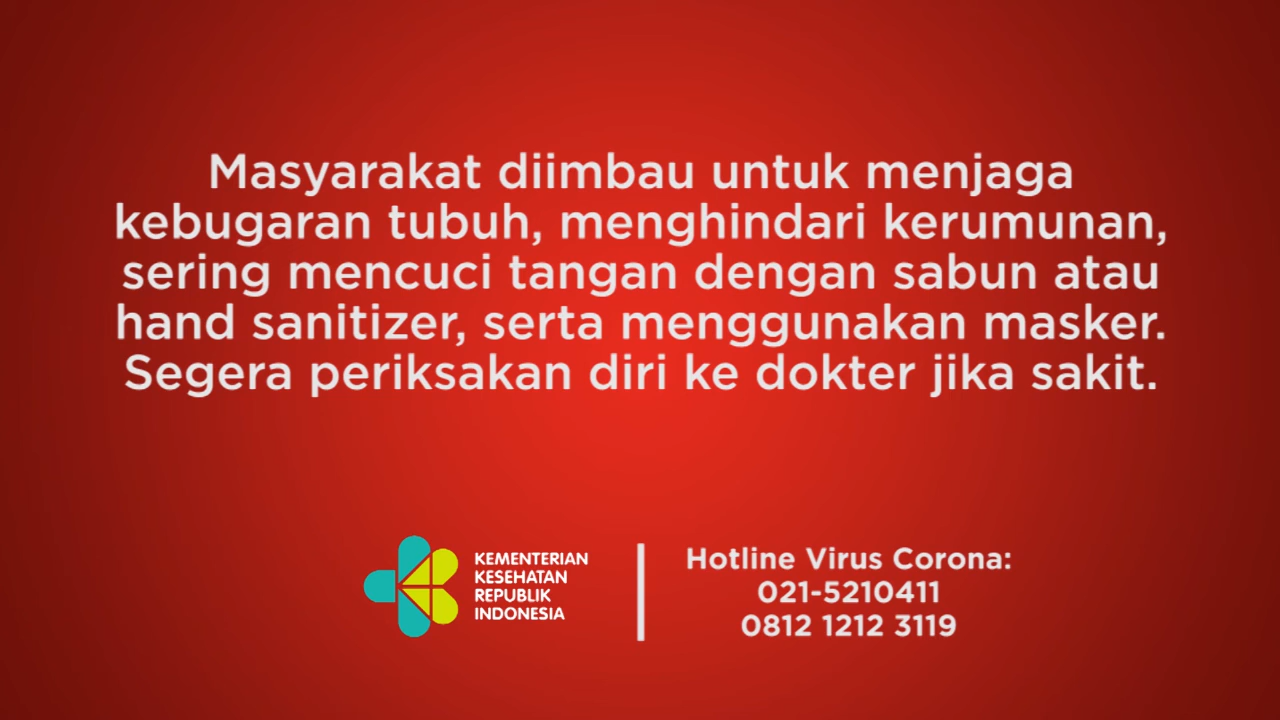 Masyarakat diimbau untuk menjaga
kebugaran tubuh, menghindari kerumunan,
sering mencuci tangan dengan sabun atau
hand sanitizer, serta menggunakan masker.
Segera periksakan diri ke dokter jika sakit.
KEMENTERIAN
KESEHATAN
REPUBLIK
INDONESIA
Hotline Virus Corona:
021-5210411
0812 1212 3119